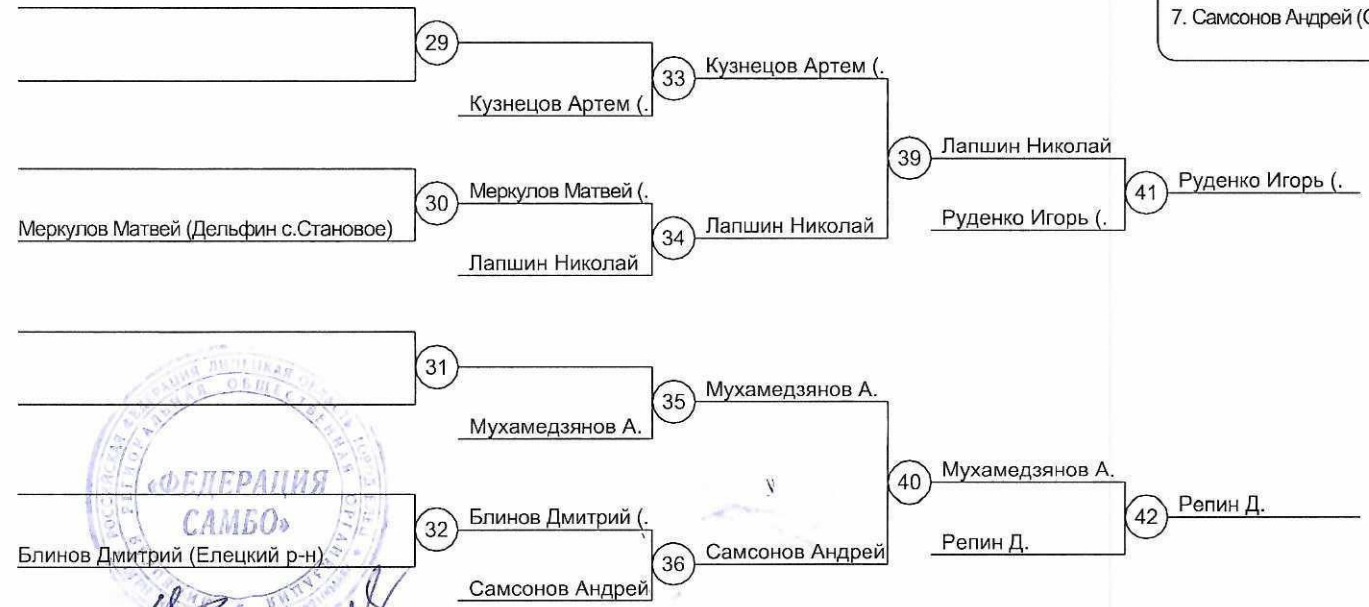 7. Самсонов Андрей (С
29
Кузнецов Артем (.
33
Кузнецов Артем (.
39
Лапшин Николай
Меркулов Матвей (Дельфин с.Становое)
30
Меркулов Матвей (.
Лапшин Николай
34
Лапшин Николай
Руденко Игорь (.
41
Руденко Игорь (.
31
Мухамедзянов А.
35
Мухамедзянов А.
40
Мухамедзянов А.
«ФЕДЕРАЦИЯ
САМБО»
Блинов Дмитрий (Елецкий р-н)
32
Блинов Дмитрий (.
Самсонов Андрей
36
Самсонов Андрей
Репин Д.
42
Репин Д.